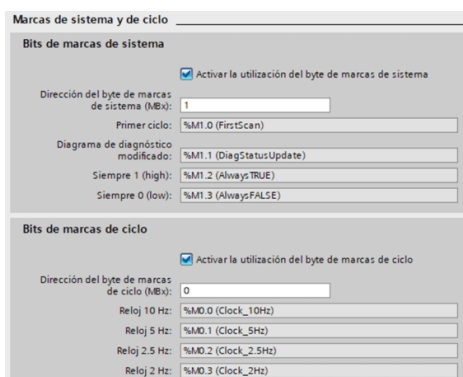 Marcas de sistema y de ciclo
Bits de marcas de sistema
Activar la utilización del byte de marcas de sistema
Dirección del byte de marcas
de sistema (MBx): 1
Primer ciclo: %M1.0 (FirstScan)
Diagrama de diagnóstico
modificado: %M1.1 (DiagStatusUpdate)
Siempre 1 (high): %M1.2 (AlwaysTRUE)
Siempre 0 (low): %M1.3 (AlwaysFALSE)
Bits de marcas de ciclo
Activar la utilización del byte de marcas de ciclo
Dirección del byte de marcas
de ciclo (MBx): 0
Reloj 10 Hz: %M0.0 (Clock_10Hz)
Reloj 5 Hz: %M0.1 (Clock_5Hz)
Reloj 2.5 Hz: %M0.2 (Clock_2.5Hz)
Reloj 2 Hz: %M0.3 (Clock_2Hz)